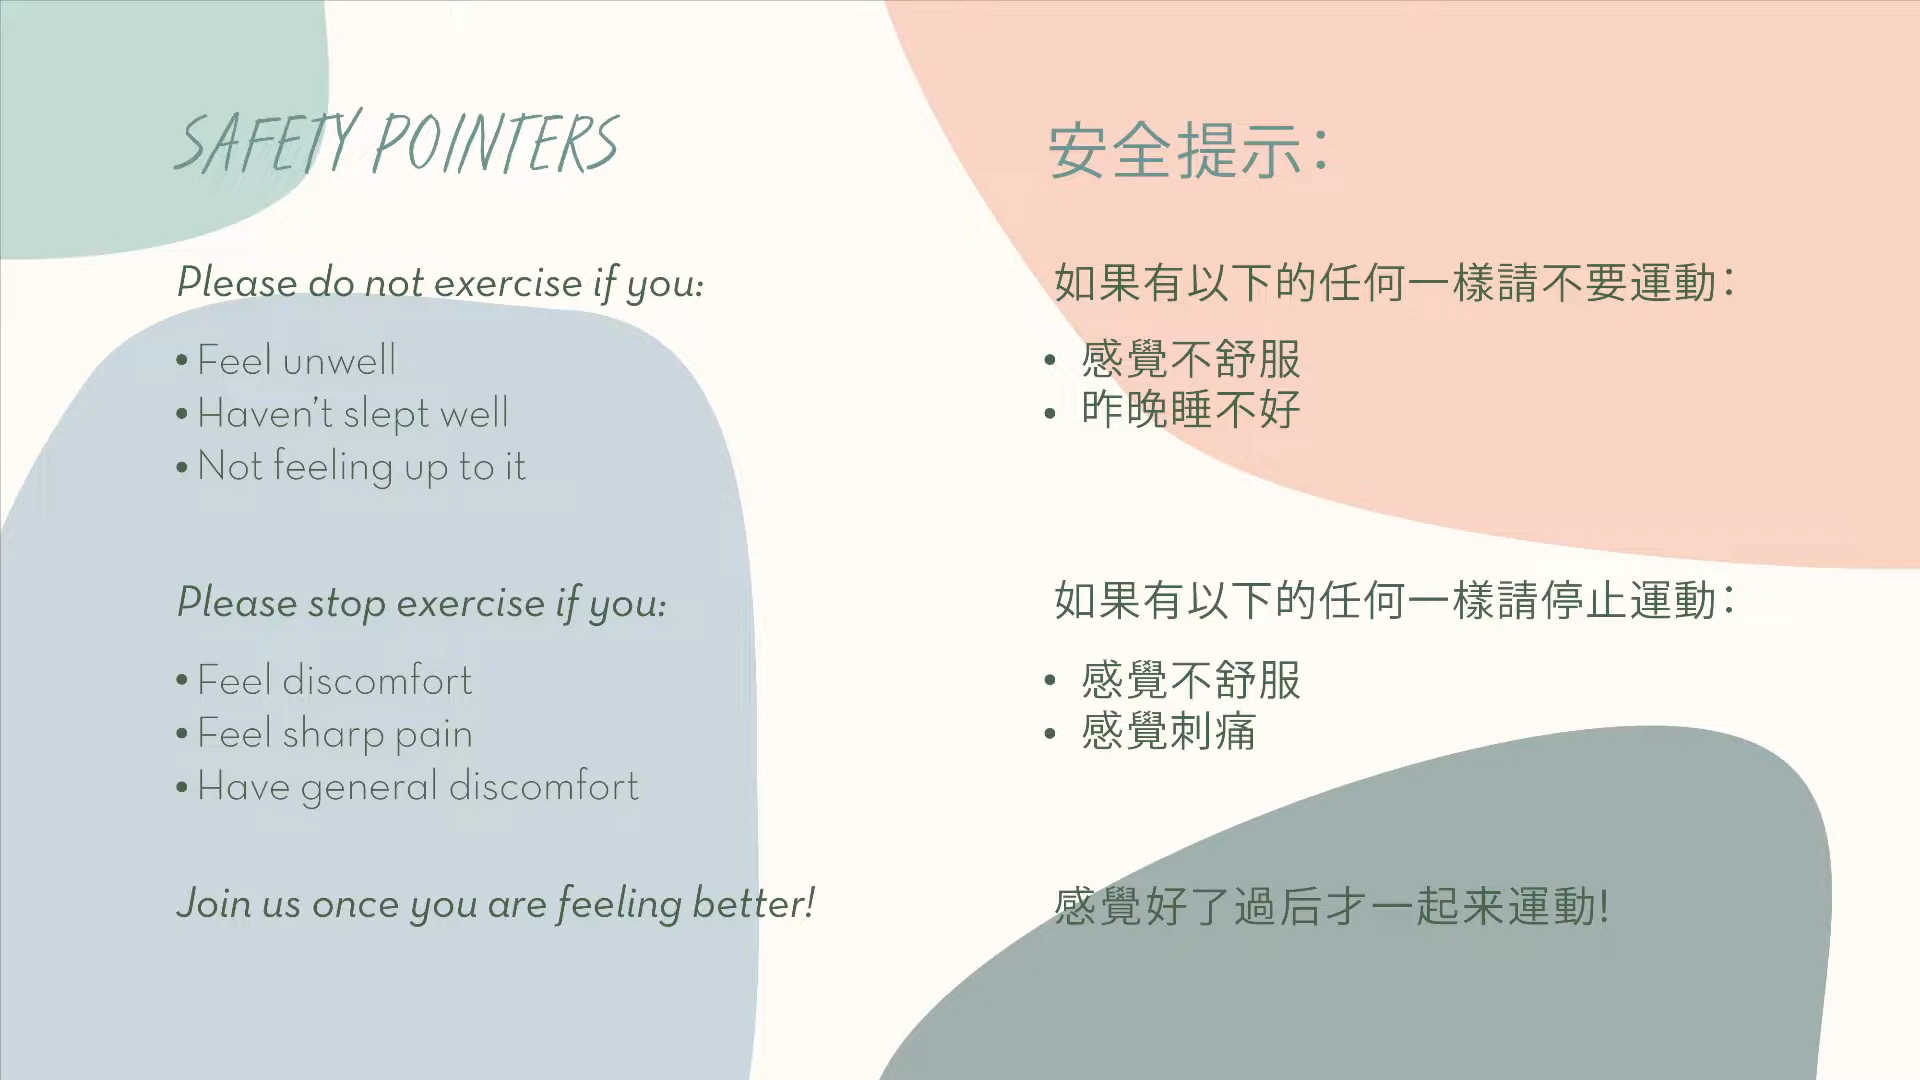 SAFETY POINTERS
Please do not exercise if you:
• Feel unwell
• Haven’t slept well
• Not feeling up to it
Please stop exercise if you:
• Feel discomfort
• Feel sharp pain
• Have general discomfort
Join us once you are feeling better!
安全提示：
如果有以下的任何一樣請不要運動：
• 感覺不舒服
• 昨晚睡不好
如果有以下的任何一樣請停止運動：
• 感覺不舒服
• 感覺刺痛
感覺好了過后才一起来運動!